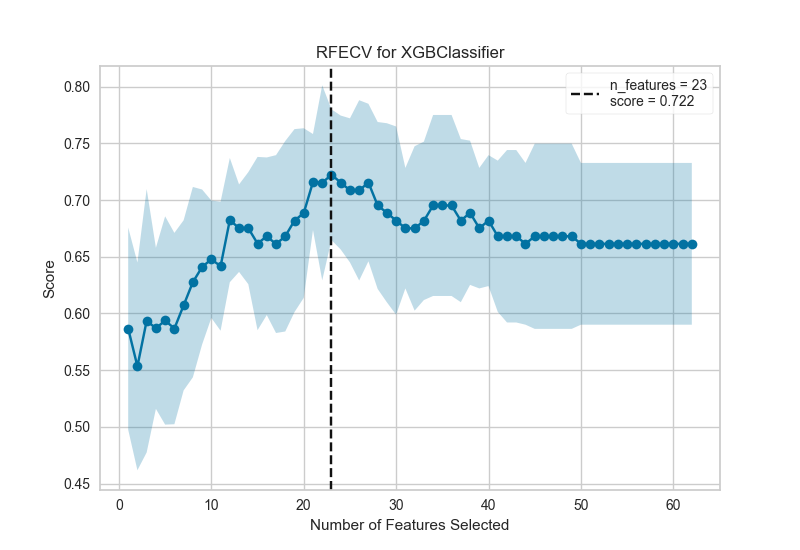 RFECV for XGBClassifier
n_features = 23
score = 0.722
0.80
0.75
0.70
0.65
0.60
0.55
0.50
0.45
Score
0 10 20 30 40 50 60
Number of Features Selected